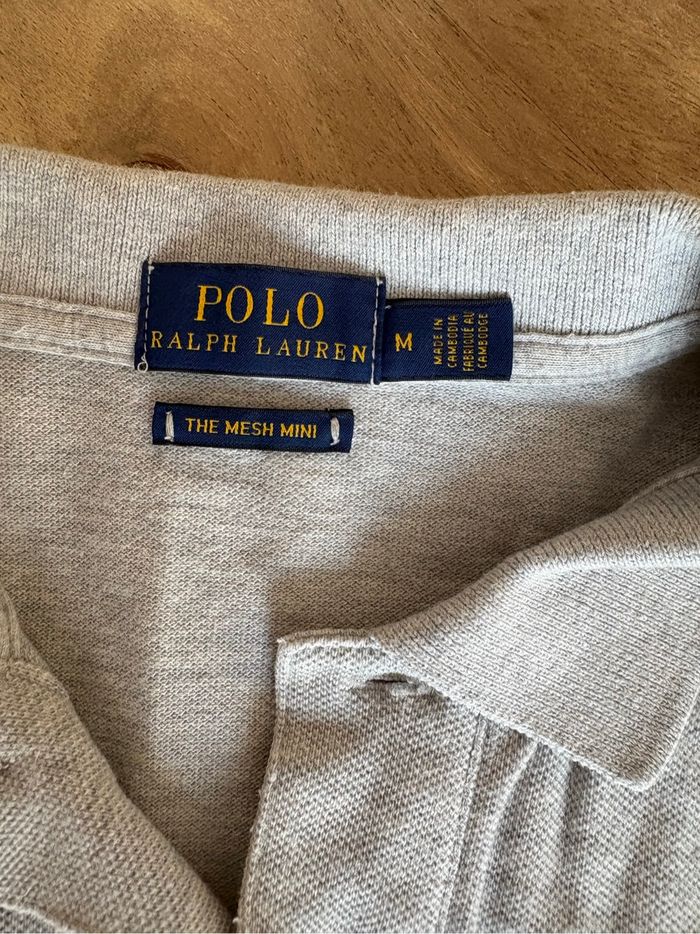 POLO
RALPH LAUREN
M
MADE IN
CAMBODIA
FABRIQUÉ AU
CAMBODGE
THE MESH MINI